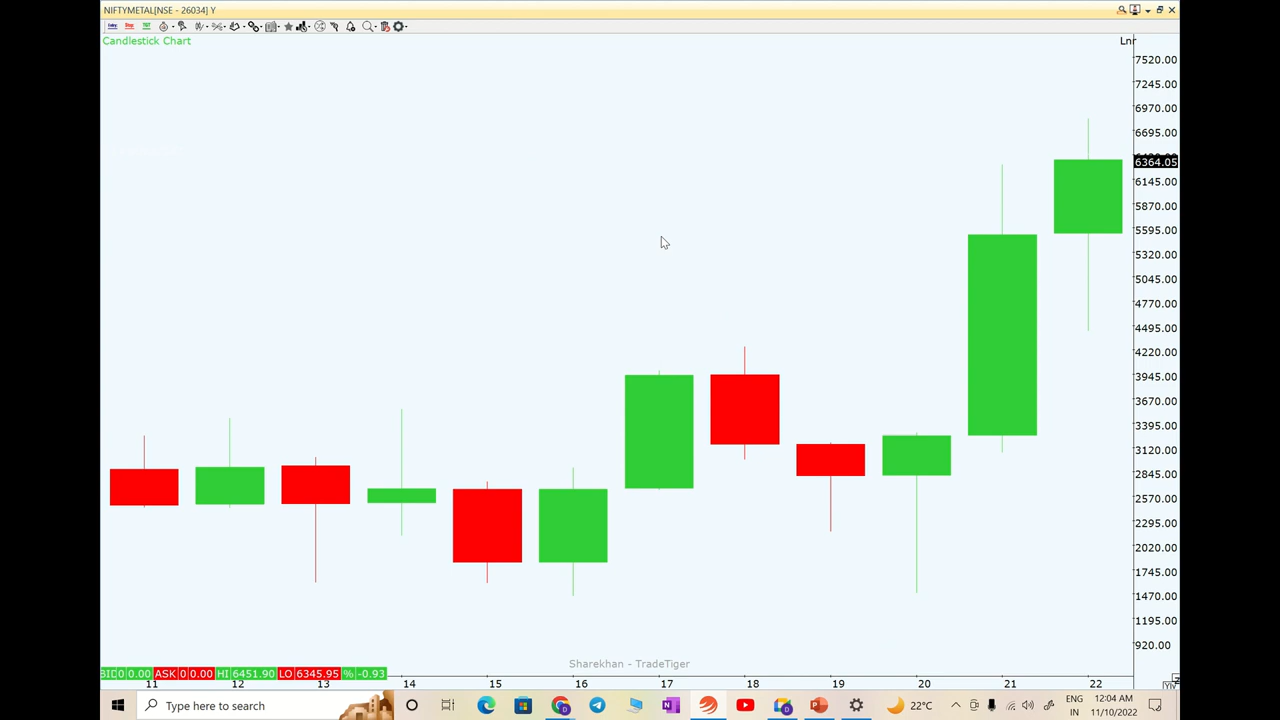 NIFTYMETAL[NSE - 26034] Y
Candlestick Chart
Lnr
7520.00
7245.00
6970.00
6695.00
6364.05
6145.00
5870.00
5595.00
5320.00
5045.00
4770.00
4495.00
4220.00
3945.00
3670.00
3395.00
3120.00
2845.00
2570.00
2295.00
2020.00
1745.00
1470.00
1195.00
920.00
Sharekhan - TradeTiger
BID 0 0.00 ASK 0 0.00 HI 6451.90 LO 6345.95 % -0.93
11 12 13 14 15 16 17 18 19 20 21 22
Type here to search
22°C
ENG
IN
12:04 AM
11/10/2022